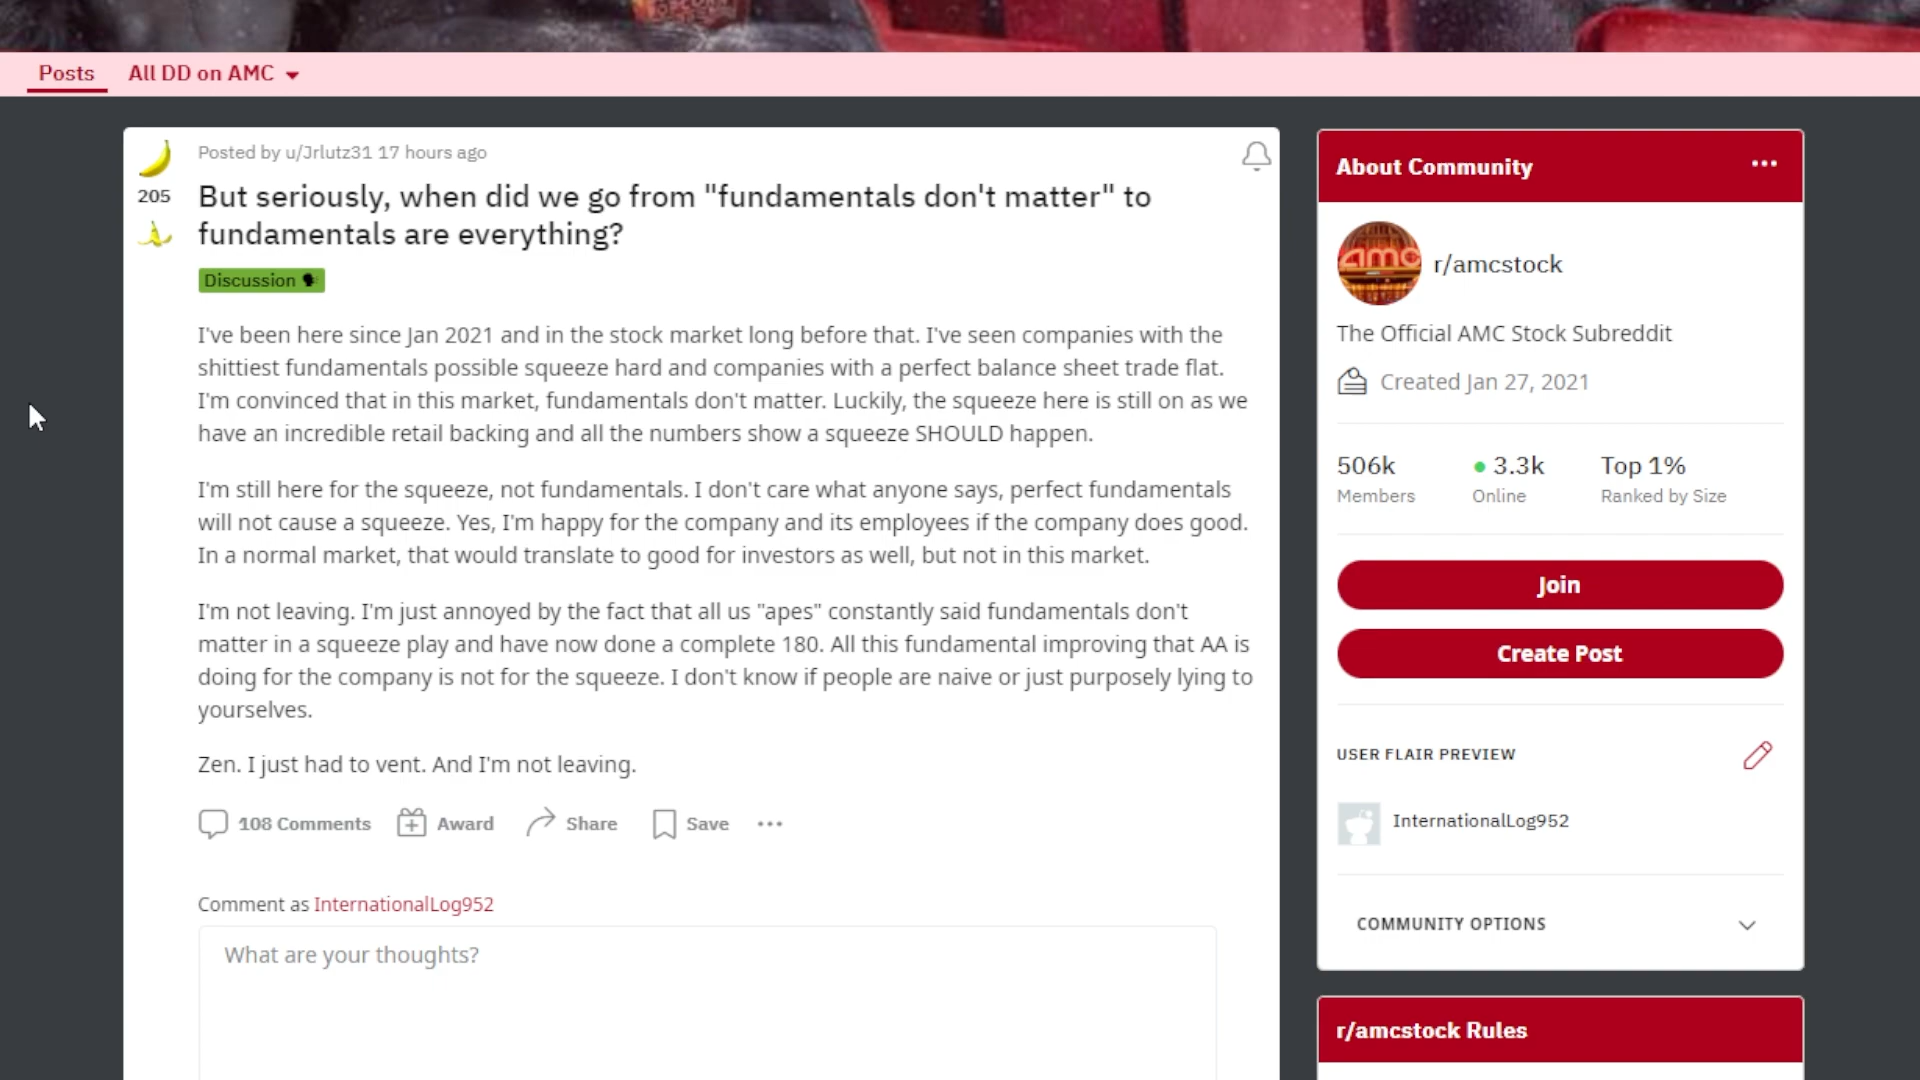 Posts
All DD on AMC
Posted by u/Jrlutz31 17 hours ago
205
But seriously, when did we go from "fundamentals don't matter" to
fundamentals are everything?
Discussion
I've been here since Jan 2021 and in the stock market long before that. I've seen companies with the
shittiest fundamentals possible squeeze hard and companies with a perfect balance sheet trade flat.
I'm convinced that in this market, fundamentals don't matter. Luckily, the squeeze here is still on as we
have an incredible retail backing and all the numbers show a squeeze SHOULD happen.
I'm still here for the squeeze, not fundamentals. I don't care what anyone says, perfect fundamentals
will not cause a squeeze. Yes, I'm happy for the company and its employees if the company does good.
In a normal market, that would translate to good for investors as well, but not in this market.
I'm not leaving. I'm just annoyed by the fact that all us "apes" constantly said fundamentals don't
matter in a squeeze play and have now done a complete 180. All this fundamental improving that AA is
doing for the company is not for the squeeze. I don't know if people are naive or just purposely lying to
yourselves.
Zen. I just had to vent. And I'm not leaving.
108 Comments
Award
Share
Save
Comment as InternationalLog952
What are your thoughts?
About Community
amc
r/amcstock
The Official AMC Stock Subreddit
Created Jan 27, 2021
506k
3.3k
Top 1%
Members
Online
Ranked by Size
Join
Create Post
USER FLAIR PREVIEW
InternationalLog952
COMMUNITY OPTIONS
r/amcstock Rules